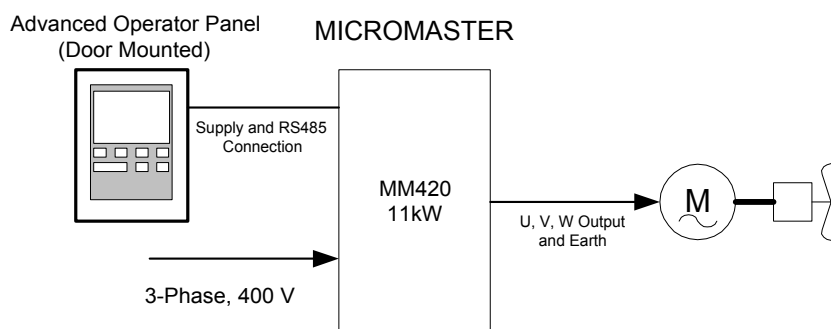 Advanced Operator Panel
(Door Mounted)
MICROMASTER
Supply and RS485
Connection
MM420
11kW
M
U, V, W Output
and Earth
3-Phase, 400 V